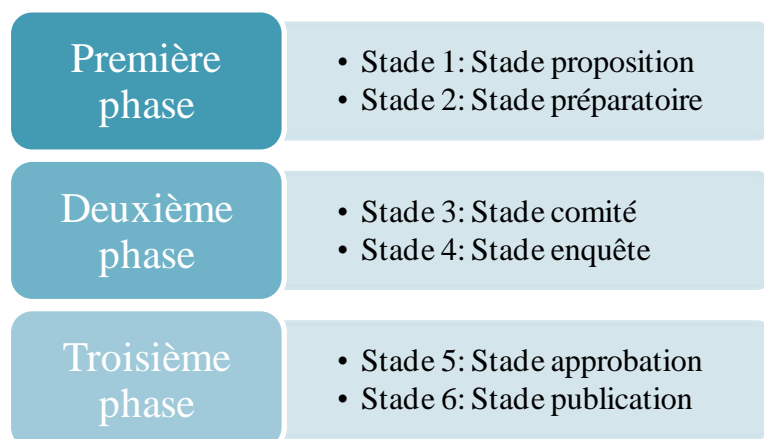 Première
phase
• Stade 1: Stade proposition
• Stade 2: Stade préparatoire
Deuxième
phase
• Stade 3: Stade comité
• Stade 4: Stade enquête
Troisième
phase
• Stade 5: Stade approbation
• Stade 6: Stade publication